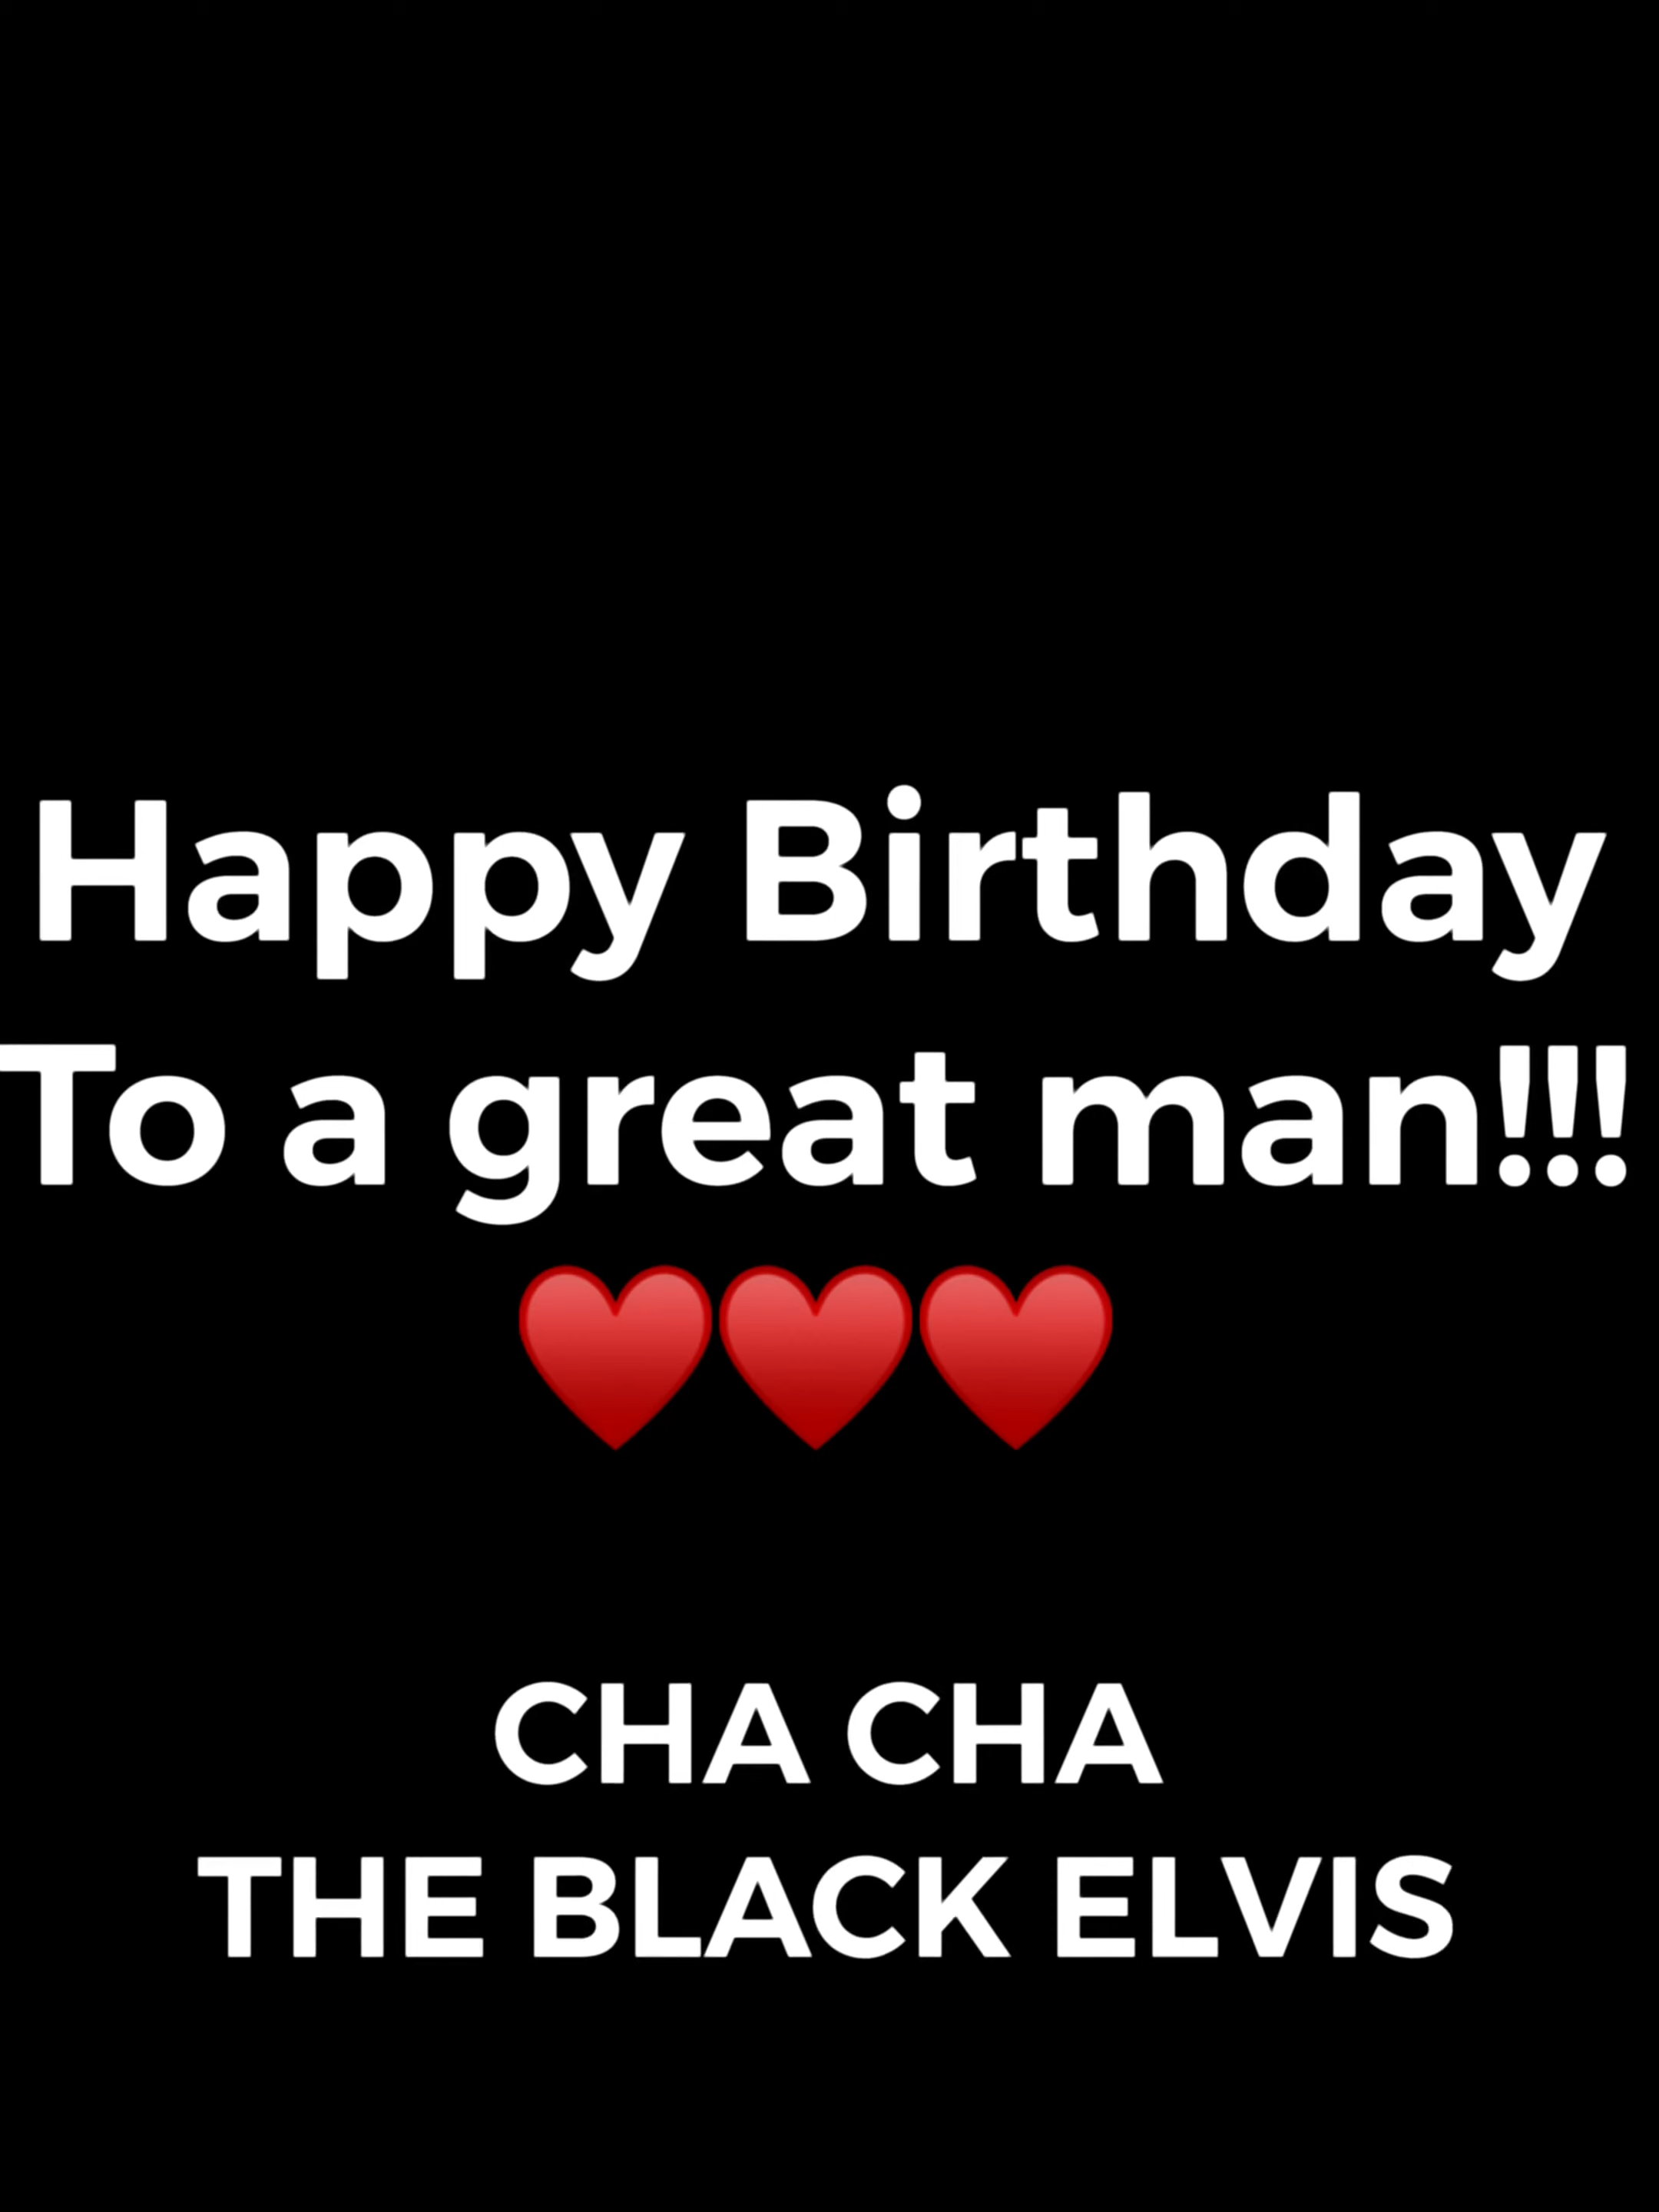 Happy Birthday
To a great man!!!
♥♥♥
CHA CHA
THE BLACK ELVIS